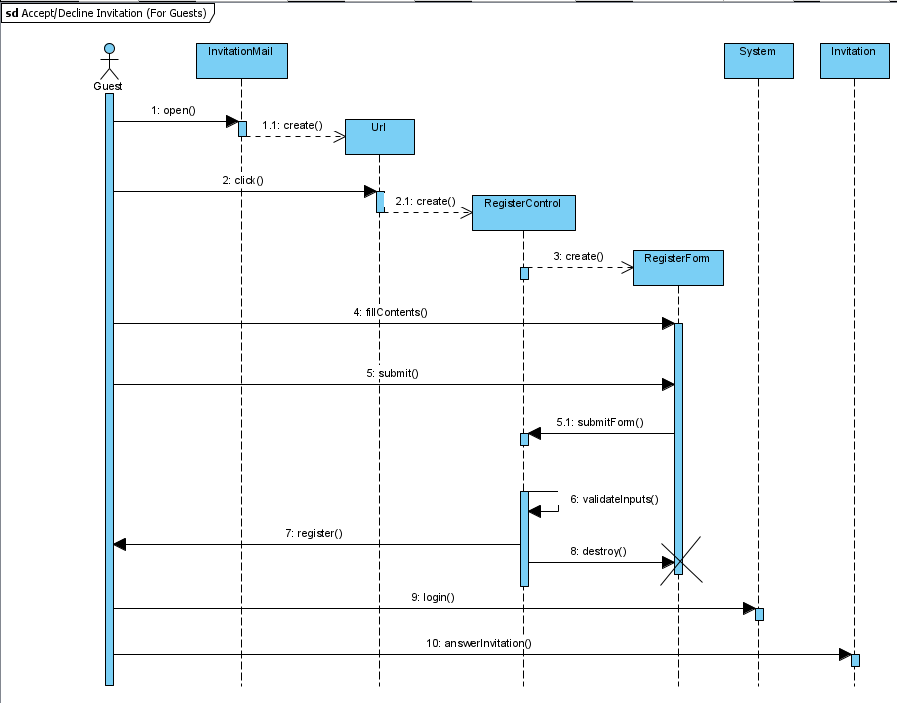 sd Accept/Decline Invitation (For Guests)
InvitationMail
System
Invitation
Guest
1: open()
1.1: create()
Url
2: click()
2.1: create()
RegisterControl
3: create()
RegisterForm
4: fillContents()
5: submit()
5.1: submitForm()
6: validateInputs()
7: register()
8: destroy()
9: login()
10: answerInvitation()